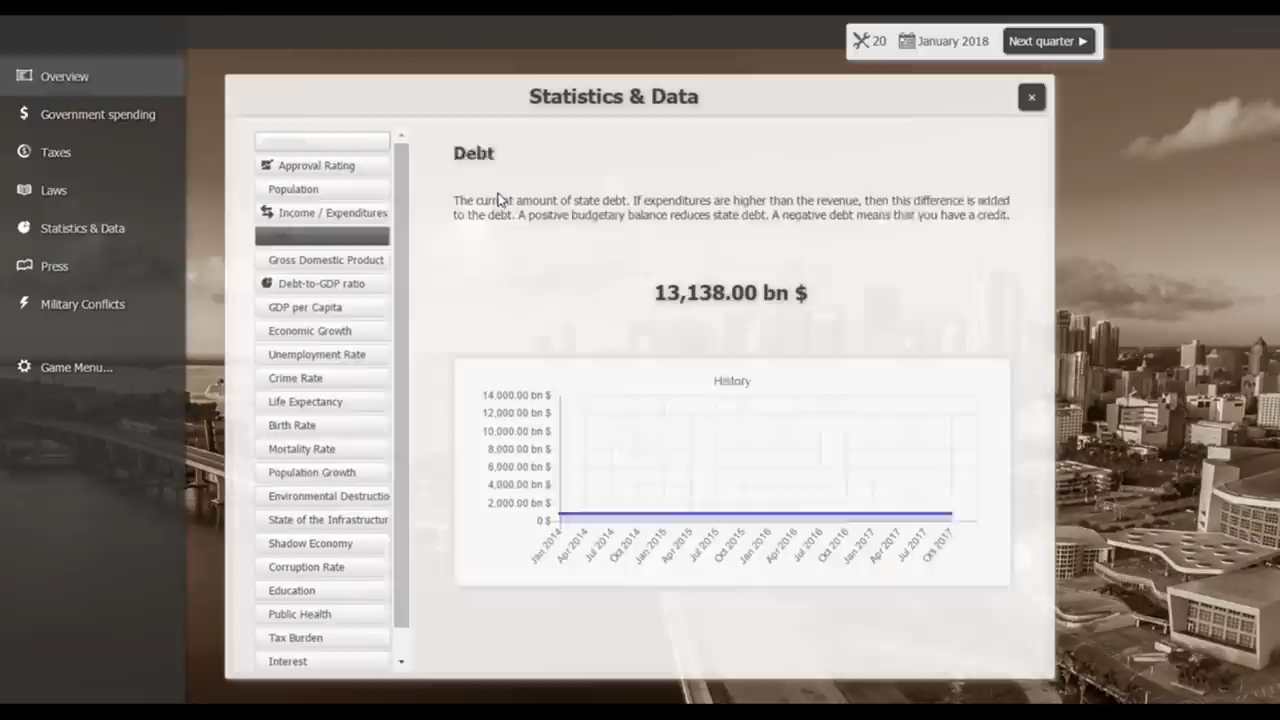 20 January 2018 Next quarter ►
Overview
Government spending
Taxes
Laws
Statistics & Data
Press
Military Conflicts
Game Menu...
Statistics & Data
×
Approval Rating
Population
Income / Expenditures
Gross Domestic Product
Debt-to-GDP ratio
GDP per Capita
Economic Growth
Unemployment Rate
Crime Rate
Life Expectancy
Birth Rate
Mortality Rate
Population Growth
Environmental Destructio
State of the Infrastructur
Shadow Economy
Corruption Rate
Education
Public Health
Tax Burden
Interest
Debt
The current amount of state debt. If expenditures are higher than the revenue, then this difference is added
to the debt. A positive budgetary balance reduces state debt. A negative debt means that you have a credit.
13,138.00 bn $
History
14,000.00 bn $
12,000.00 bn $
10,000.00 bn $
8,000.00 bn $
6,000.00 bn $
4,000.00 bn $
2,000.00 bn $
0 $
Jan 2014 Apr 2014 Jul 2014 Oct 2014 Jan 2015 Apr 2015 Jul 2015 Oct 2015 Jan 2016 Apr 2016 Jul 2016 Oct 2016 Jan 2017 Apr 2017 Jul 2017 Oct 2017